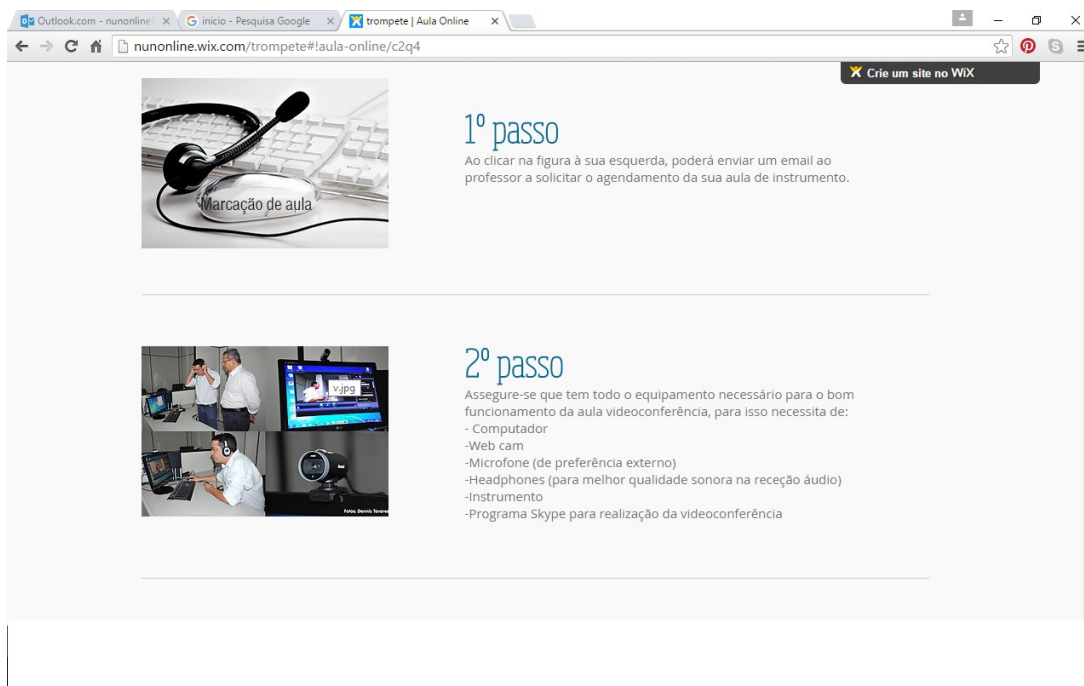 Outlook.com - nunonline
inicio - Pesquisa Google
trompete | Aula Online
nunonline.wix.com/trompete#!aula-online/c2q4
Crie um site no WiX
1º passo
Ao clicar na figura à sua esquerda, poderá enviar um email ao
professor a solicitar o agendamento da sua aula de instrumento.
Marcação de aula
2º passo
Assegure-se que tem todo o equipamento necessário para o bom
funcionamento da aula videoconferência, para isso necessita de:
- Computador
-Web cam
-Microfone (de preferência externo)
-Headphones (para melhor qualidade sonora na receção áudio)
-Instrumento
-Programa Skype para realização da videoconferência
v.jpg
Fotos: Dennis Tavares